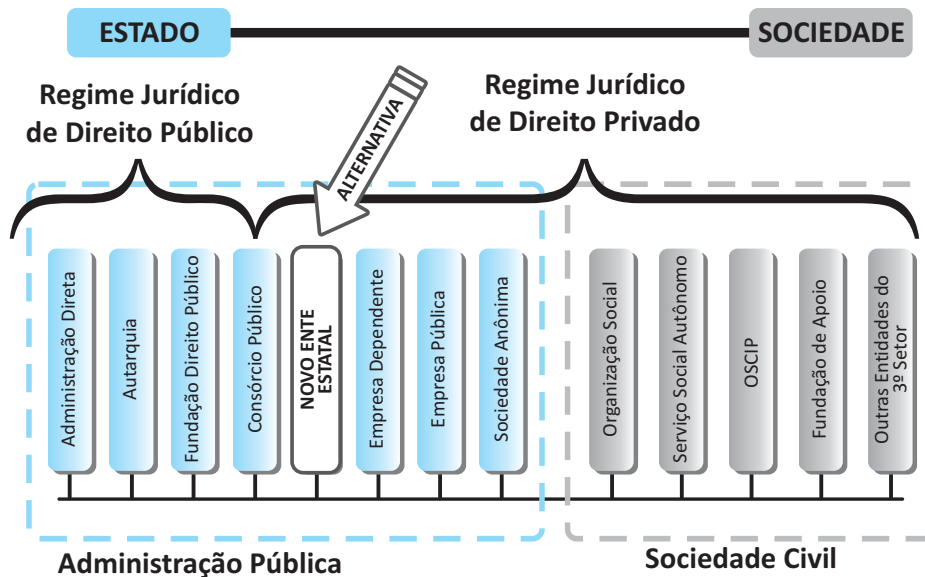 ESTADO
SOCIEDADE
Regime Jurídico
de Direito Público
ALTERNATIVA
Regime Jurídico
de Direito Privado
Administração Direta
Autarquia
Fundação Direito Público
Consórcio Público
NOVO ENTE
ESTATAL
Empresa Dependente
Empresa Pública
Sociedade Anônima
Organização Social
Serviço Social Autônomo
OSCIP
Fundação de Apoio
Outras Entidades do
3º Setor
Administração Pública
Sociedade Civil